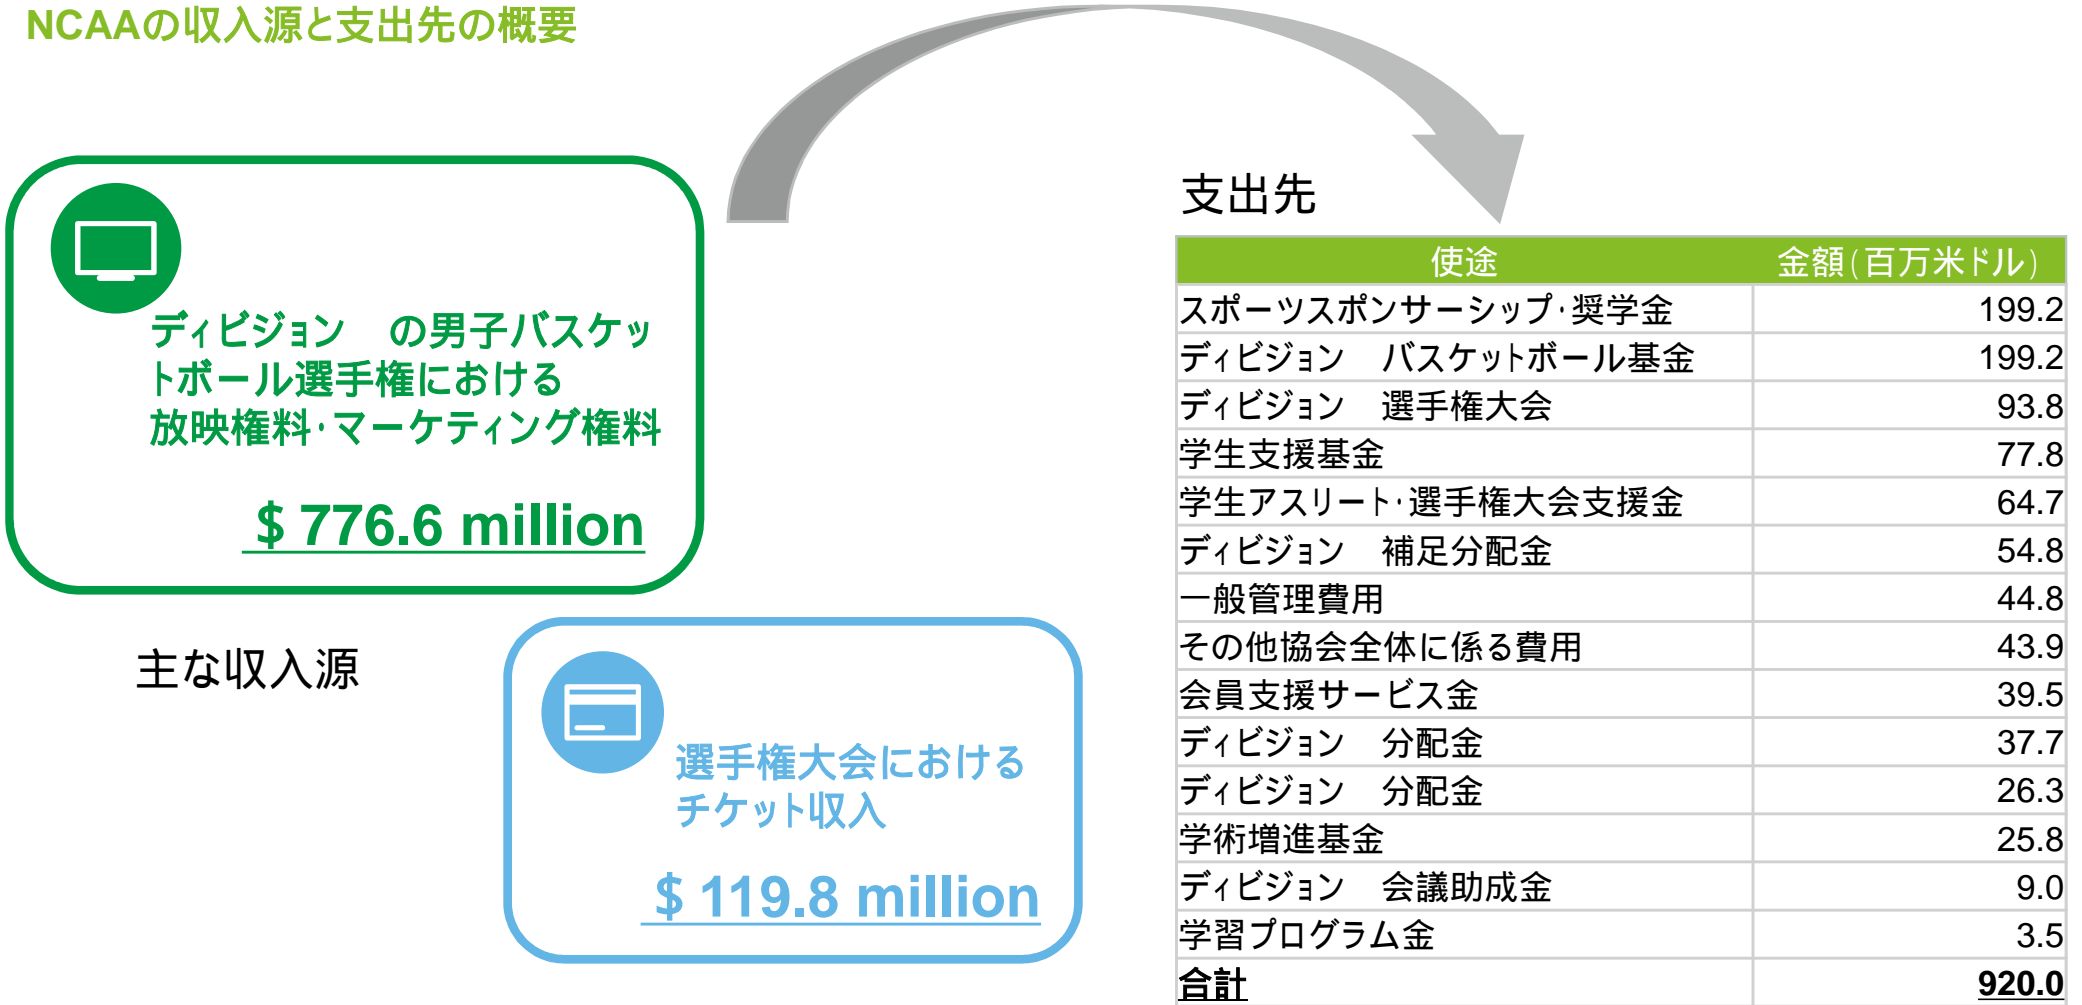 NCAAの収入源と支出先の概要
ディビジョン　の男子バスケッ
トボール選手権における
放映権料・マーケティング権料
$ 776.6 million
主な収入源
選手権大会における
チケット収入
$ 119.8 million
支出先
使途 金額(百万米ドル)
スポーツスポンサーシップ・奨学金 199.2
ディビジョン　バスケットボール基金 199.2
ディビジョン　選手権大会 93.8
学生支援基金 77.8
学生アスリート・選手権大会支援金 64.7
ディビジョン　補足分配金 54.8
一般管理費用 44.8
その他協会全体に係る費用 43.9
会員支援サービス金 39.5
ディビジョン　分配金 37.7
ディビジョン　分配金 26.3
学術増進基金 25.8
ディビジョン　会議助成金 9.0
学習プログラム金 3.5
合計 920.0